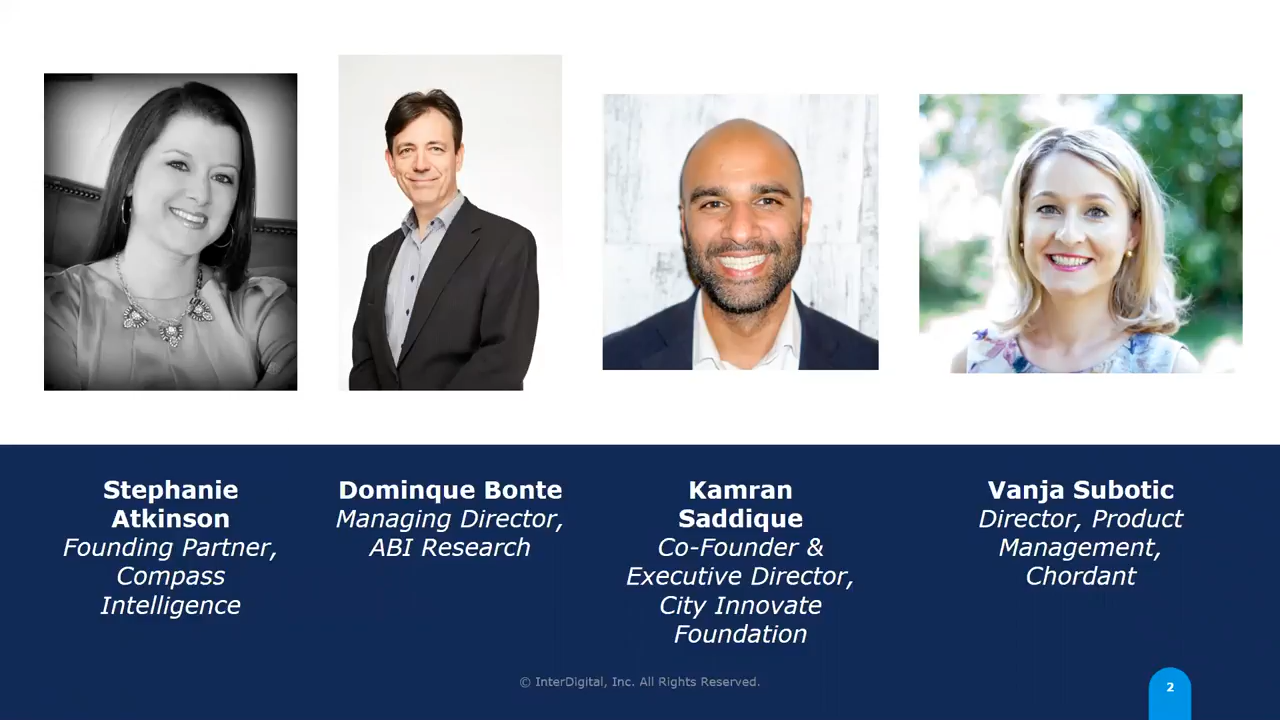 Stephanie
Atkinson
Founding Partner,
Compass
Intelligence
Dominque Bonte
Managing Director,
ABI Research
Kamran
Saddique
Co-Founder &
Executive Director,
City Innovate
Foundation
Vanja Subotic
Director, Product
Management,
Chordant
© InterDigital, Inc. All Rights Reserved.
2